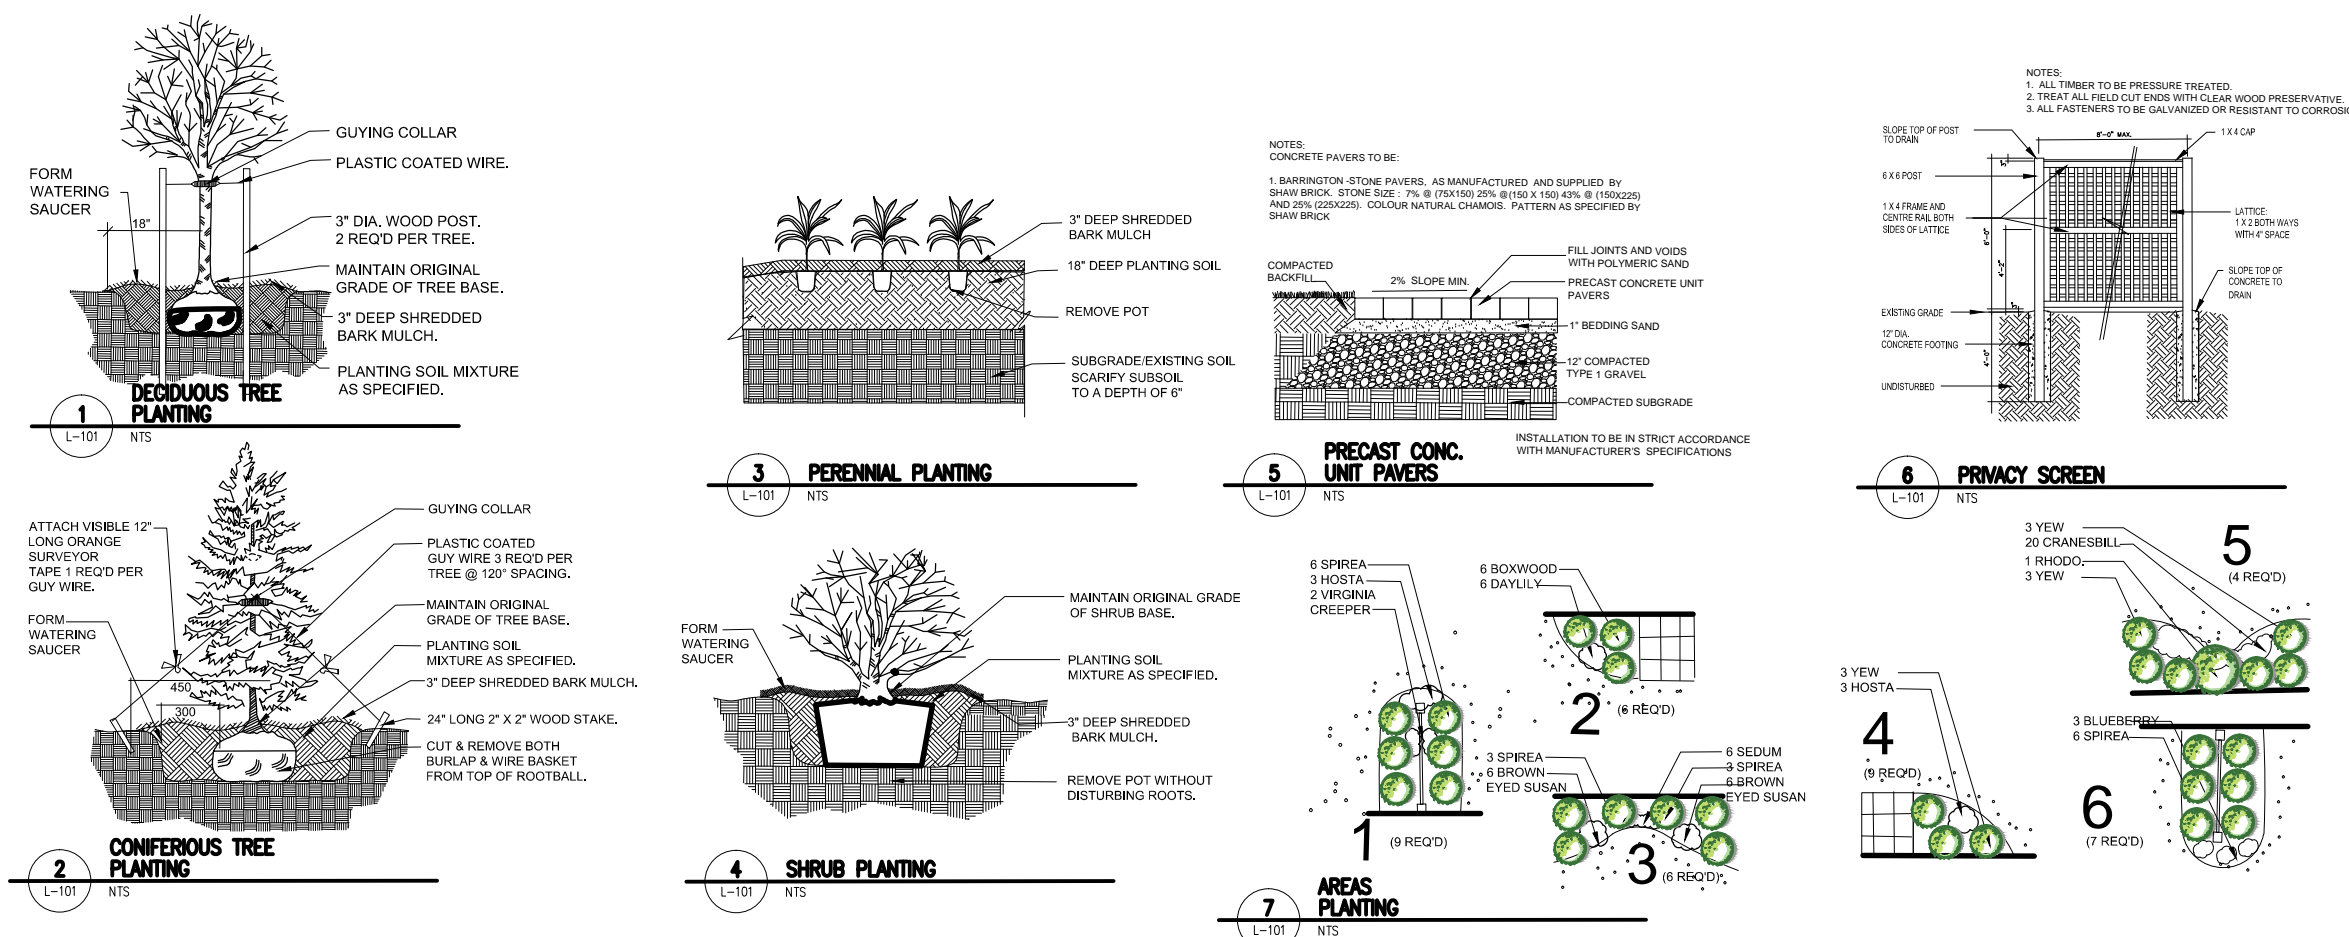 GUYING COLLAR
PLASTIC COATED WIRE.
FORM
WATERING
SAUCER
18"
3" DIA. WOOD POST.
2 REQ'D PER TREE.
MAINTAIN ORIGINAL
GRADE OF TREE BASE.
3" DEEP SHREDDED
BARK MULCH.
PLANTING SOIL MIXTURE
AS SPECIFIED.
1
L-101
DECIDUOUS TREE
PLANTING
NTS
ATTACH VISIBLE 12"
LONG ORANGE
SURVEYOR
TAPE 1 REQ'D PER
GUY WIRE.
FORM
WATERING
SAUCER
450
300
GUYING COLLAR
PLASTIC COATED
GUY WIRE 3 REQ'D PER
TREE @ 120° SPACING.
MAINTAIN ORIGINAL
GRADE OF TREE BASE.
PLANTING SOIL
MIXTURE AS SPECIFIED.
3" DEEP SHREDDED BARK MULCH.
24" LONG 2" X 2" WOOD STAKE.
CUT & REMOVE BOTH
BURLAP & WIRE BASKET
FROM TOP OF ROOTBALL.
2
L-101
CONIFERIOUS TREE
PLANTING
NTS
3" DEEP SHREDDED
BARK MULCH
18" DEEP PLANTING SOIL
REMOVE POT
SUBGRADE/EXISTING SOIL
SCARIFY SUBSOIL
TO A DEPTH OF 6"
3
L-101
PERENNIAL PLANTING
NTS
FORM
WATERING
SAUCER
MAINTAIN ORIGINAL GRADE
OF SHRUB BASE.
PLANTING SOIL
MIXTURE AS SPECIFIED.
3" DEEP SHREDDED
BARK MULCH.
REMOVE POT WITHOUT
DISTURBING ROOTS.
4
L-101
SHRUB PLANTING
NTS
NOTES:
CONCRETE PAVERS TO BE:
1. BARRINGTON -STONE PAVERS, AS MANUFACTURED AND SUPPLIED BY
SHAW BRICK. STONE SIZE : 7% @ (75X150) 25% @(150 X 150) 43% @ (150X225)
AND 25% (225X225). COLOUR NATURAL CHAMOIS. PATTERN AS SPECIFIED BY
SHAW BRICK
COMPACTED
BACKFILL
2% SLOPE MIN.
FILL JOINTS AND VOIDS
WITH POLYMERIC SAND
PRECAST CONCRETE UNIT
PAVERS
1" BEDDING SAND
12" COMPACTED
TYPE 1 GRAVEL
COMPACTED SUBGRADE
INSTALLATION TO BE IN STRICT ACCORDANCE
WITH MANUFACTURER'S SPECIFICATIONS
5
L-101
PRECAST CONC.
UNIT PAVERS
NTS
NOTES:
1. ALL TIMBER TO BE PRESSURE TREATED.
2. TREAT ALL FIELD CUT ENDS WITH CLEAR WOOD PRESERVATIVE.
3. ALL FASTENERS TO BE GALVANIZED OR RESISTANT TO CORROSI
SLOPE TOP OF POST
TO DRAIN
8'-0" MAX.
1 X 4 CAP
6 X 6 POST
1 X 4 FRAME AND
CENTRE RAIL BOTH
SIDES OF LATTICE
6'-0"
4'-2"
LATTICE:
1 X 2 BOTH WAYS
WITH 4" SPACE
SLOPE TOP OF
CONCRETE TO
DRAIN
EXISTING GRADE
12" DIA.
CONCRETE FOOTING
4'-0"
UNDISTURBED
6
L-101
PRIVACY SCREEN
NTS
6 SPIREA
3 HOSTA
2 VIRGINIA
CREEPER
1
(9 REQ'D)
6 BOXWOOD
6 DAYLILY
2
(6 REQ'D)
3 SPIREA
6 BROWN
EYED SUSAN
6 SEDUM
3 SPIREA
6 BROWN
EYED SUSAN
3
(6 REQ'D)
3 YEW
3 HOSTA
4
(9 REQ'D)
3 YEW
20 CRANESBILL
1 RHODO.
3 YEW
5
(4 REQ'D)
3 BLUEBERRY
6 SPIREA
6
(7 REQ'D)
7
L-101
AREAS
PLANTING
NTS